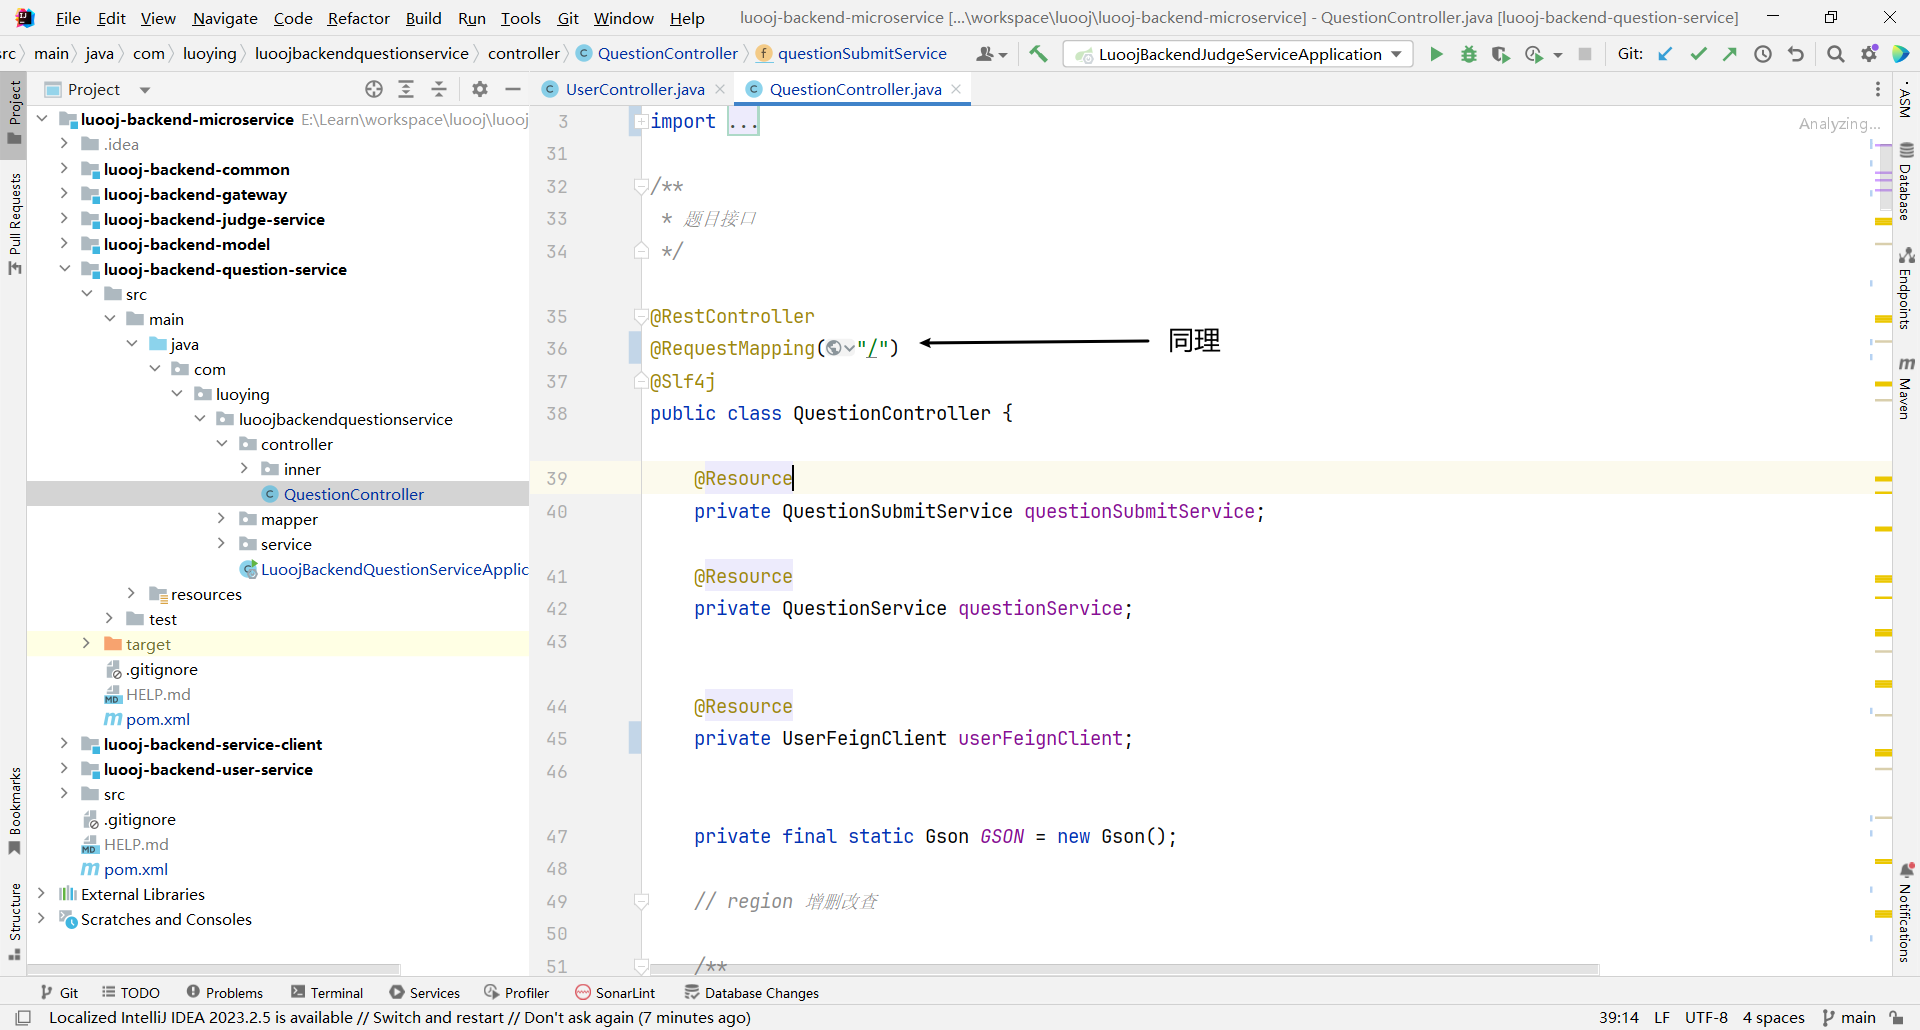 File Edit View Navigate Code Refactor Build Run Tools Git Window Help luooj-backend-microservice [...\workspace\luooj\luooj-backend-microservice] - QuestionController.java [luooj-backend-question-service]
rc main java com luoying luoojbackendquestionservice controller QuestionController questionSubmitService LuoojBackendJudgeServiceApplication Git:
Project
UserController.java QuestionController.java
luooj-backend-microservice E:\Learn\workspace\luooj\luooj
.idea
luooj-backend-common
luooj-backend-gateway
luooj-backend-judge-service
luooj-backend-model
luooj-backend-question-service
src
main
java
com
luoying
luoojbackendquestionservice
controller
inner
QuestionController
mapper
service
LuoojBackendQuestionServiceApplic
resources
test
target
.gitignore
HELP.md
pom.xml
luooj-backend-service-client
luooj-backend-user-service
src
.gitignore
HELP.md
pom.xml
External Libraries
Scratches and Consoles
Project
Pull Requests
Bookmarks
Structure
3 import ...
Analyzing...
31
32 /**
33 * 题目接口
34 */
35 @RestController
36 @RequestMapping("/")
同理
37 @Slf4j
38 public class QuestionController {
39 @Resource
40 private QuestionSubmitService questionSubmitService;
41 @Resource
42 private QuestionService questionService;
43
44 @Resource
45 private UserFeignClient userFeignClient;
46
47 private final static Gson GSON = new Gson();
48
49 // region 增删改查
50
51 /**
ASM
Database
Endpoints
Maven
Notifications
Git TODO Problems Terminal Services Profiler SonarLint Database Changes
Localized IntelliJ IDEA 2023.2.5 is available // Switch and restart // Don't ask again (7 minutes ago) 39:14 LF UTF-8 4 spaces main